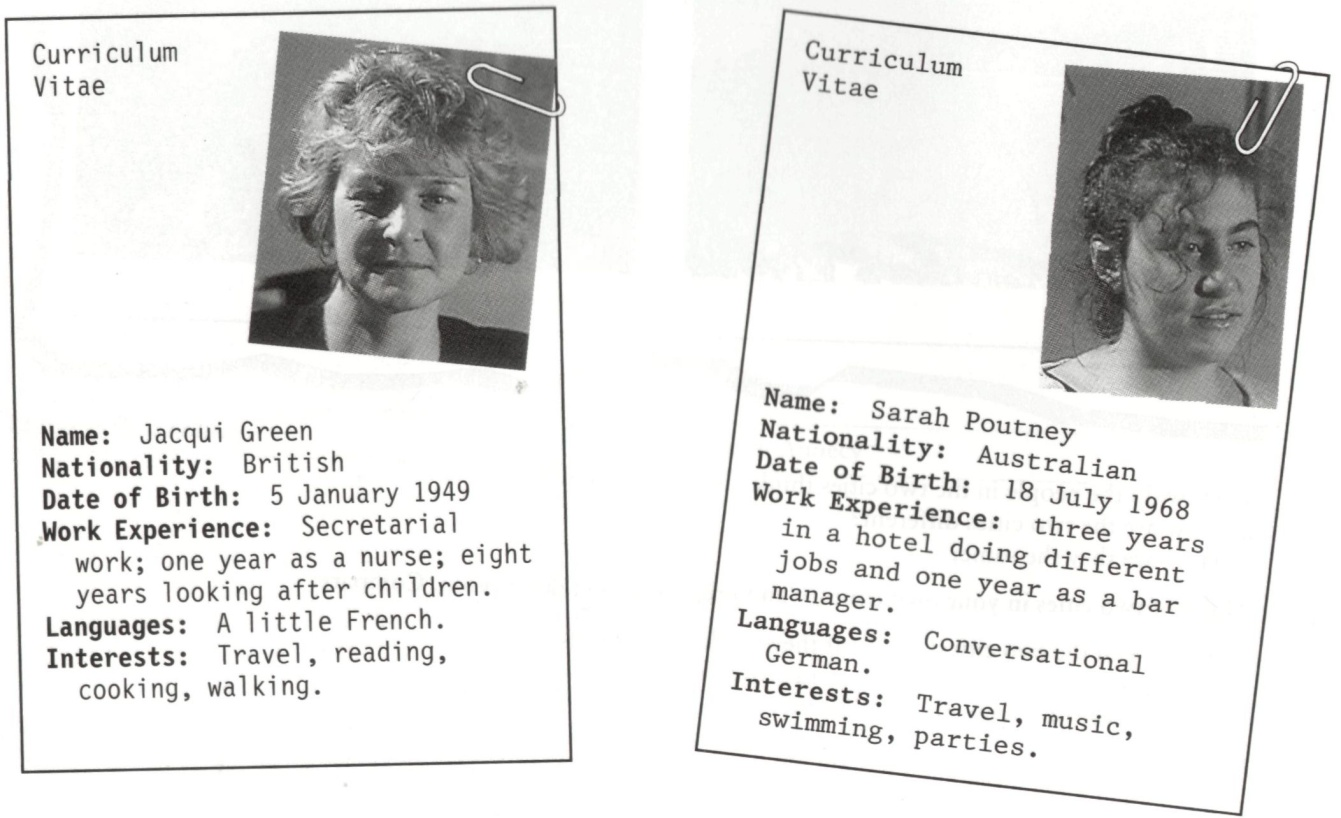 Curriculum
Vitae
Name: Jacqui Green
Nationality: British
Date of Birth: 5 January 1949
Work Experience: Secretarial
work; one year as a nurse; eight
years looking after children.
Languages: A little French.
Interests: Travel, reading,
cooking, walking.
Curriculum
Vitae
Name: Sarah Poutney
Nationality: Australian
Date of Birth: 18 July 1968
Work Experience: three years
in a hotel doing different
jobs and one year as a bar
manager.
Languages: Conversational
German.
Interests: Travel, music,
swimming, parties.